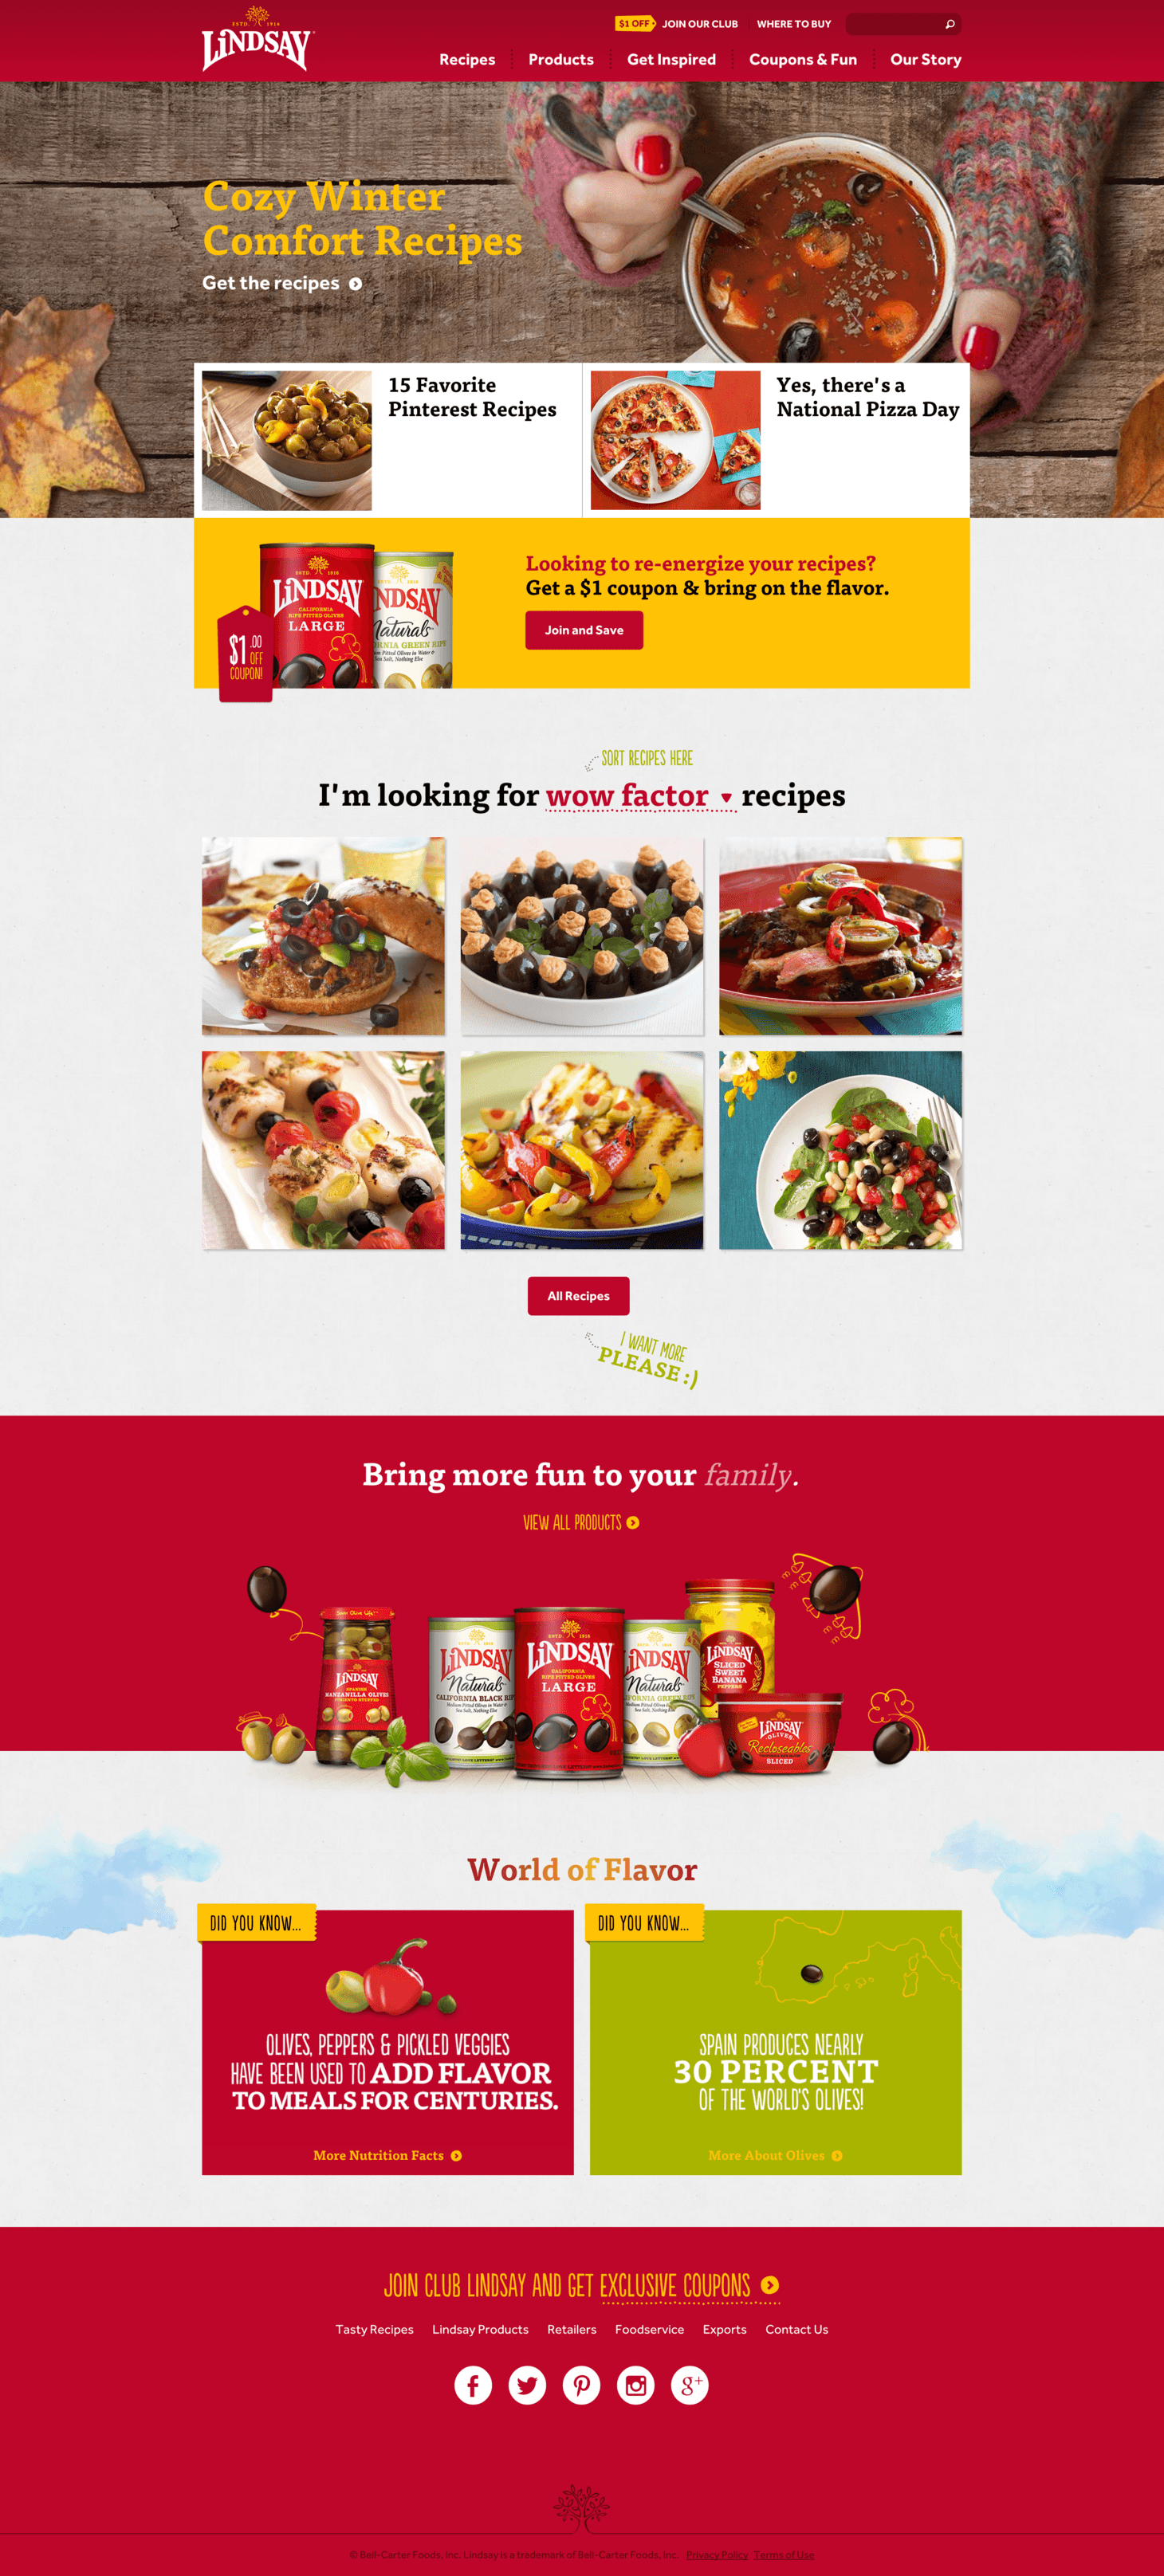 ESTD. 1916
LINDSAY
$1 OFF
JOIN OUR CLUB
WHERE TO BUY
Recipes
Products
Get Inspired
Coupons & Fun
Our Story
Cozy Winter
Comfort Recipes
Get the recipes
15 Favorite
Pinterest Recipes
Yes, there's a
National Pizza Day
LINDSAY
CALIFORNIA
RIPE PITTED OLIVES
LARGE
NDSAY
Naturals
RNIA GREEN RIPE
$1.00
OFF
COUPON!
Looking to re-energize your recipes?
Get a $1 coupon & bring on the flavor.
Join and Save
SORT RECIPES HERE
I'm looking for wow factor recipes
All Recipes
I WANT MORE
PLEASE :)
Bring more fun to your family.
VIEW ALL PRODUCTS
LINDSAY
SPANISH
MANZANILLA OLIVES
LINDSAY
Naturals
CALIFORNIA BLACK RIP
LINDSAY
CALIFORNIA
RIPE PITTED OLIVES
LARGE
INDSAY
Naturals
LINDSAY
SLICED
SWEET
BANANA
PEPPERS
LINDSAY
OLIVES
Recloseables
SLICED
World of Flavor
DID YOU KNOW...
OLIVES, PEPPERS & PICKLED VEGGIES
HAVE BEEN USED TO ADD FLAVOR
TO MEALS FOR CENTURIES.
More Nutrition Facts
DID YOU KNOW...
SPAIN PRODUCES NEARLY
30 PERCENT
OF THE WORLD'S OLIVES!
More About Olives
JOIN CLUB LINDSAY AND GET EXCLUSIVE COUPONS
Tasty Recipes
Lindsay Products
Retailers
Foodservice
Exports
Contact Us
© Bell-Carter Foods, Inc. Lindsay is a trademark of Bell-Carter Foods, Inc. Privacy Policy Terms of Use